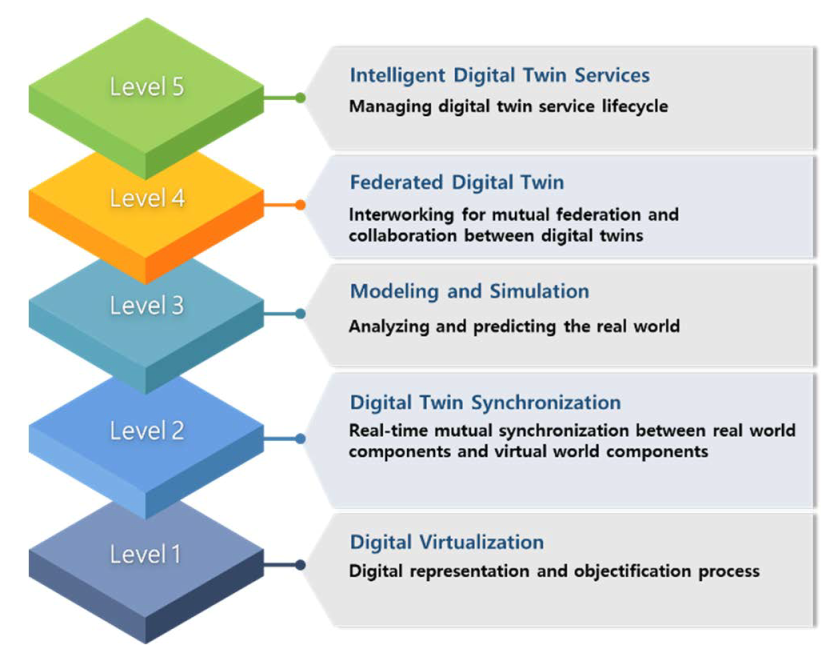 Level 5
Intelligent Digital Twin Services
Managing digital twin service lifecycle
Level 4
Federated Digital Twin
Interworking for mutual federation and
collaboration between digital twins
Level 3
Modeling and Simulation
Analyzing and predicting the real world
Level 2
Digital Twin Synchronization
Real-time mutual synchronization between real world
components and virtual world components
Level 1
Digital Virtualization
Digital representation and objectification process